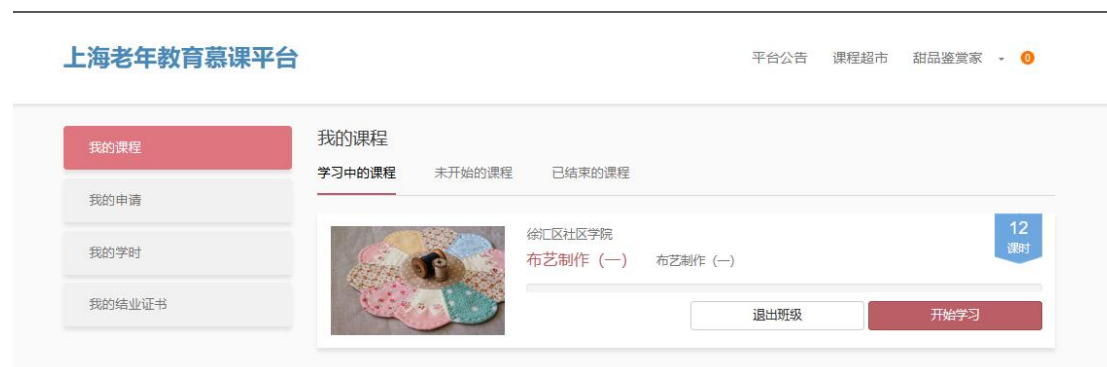 上海老年教育慕课平台
平台公告 课程超市 甜品鉴赏家 0
我的课程
我的申请
我的学时
我的结业证书
我的课程
学习中的课程 未开始的课程 已结束的课程
徐汇区社区学院
布艺制作（一） 布艺制作（一）
12
课时
退出班级 开始学习